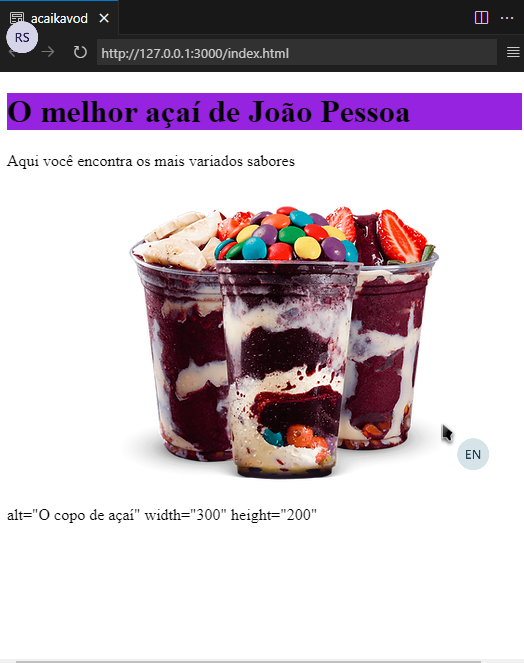 acaikavod
RS
http://127.0.0.1:3000/index.html
O melhor açaí de João Pessoa
Aqui você encontra os mais variados sabores
EN
alt="O copo de açaí" width="300" height="200"